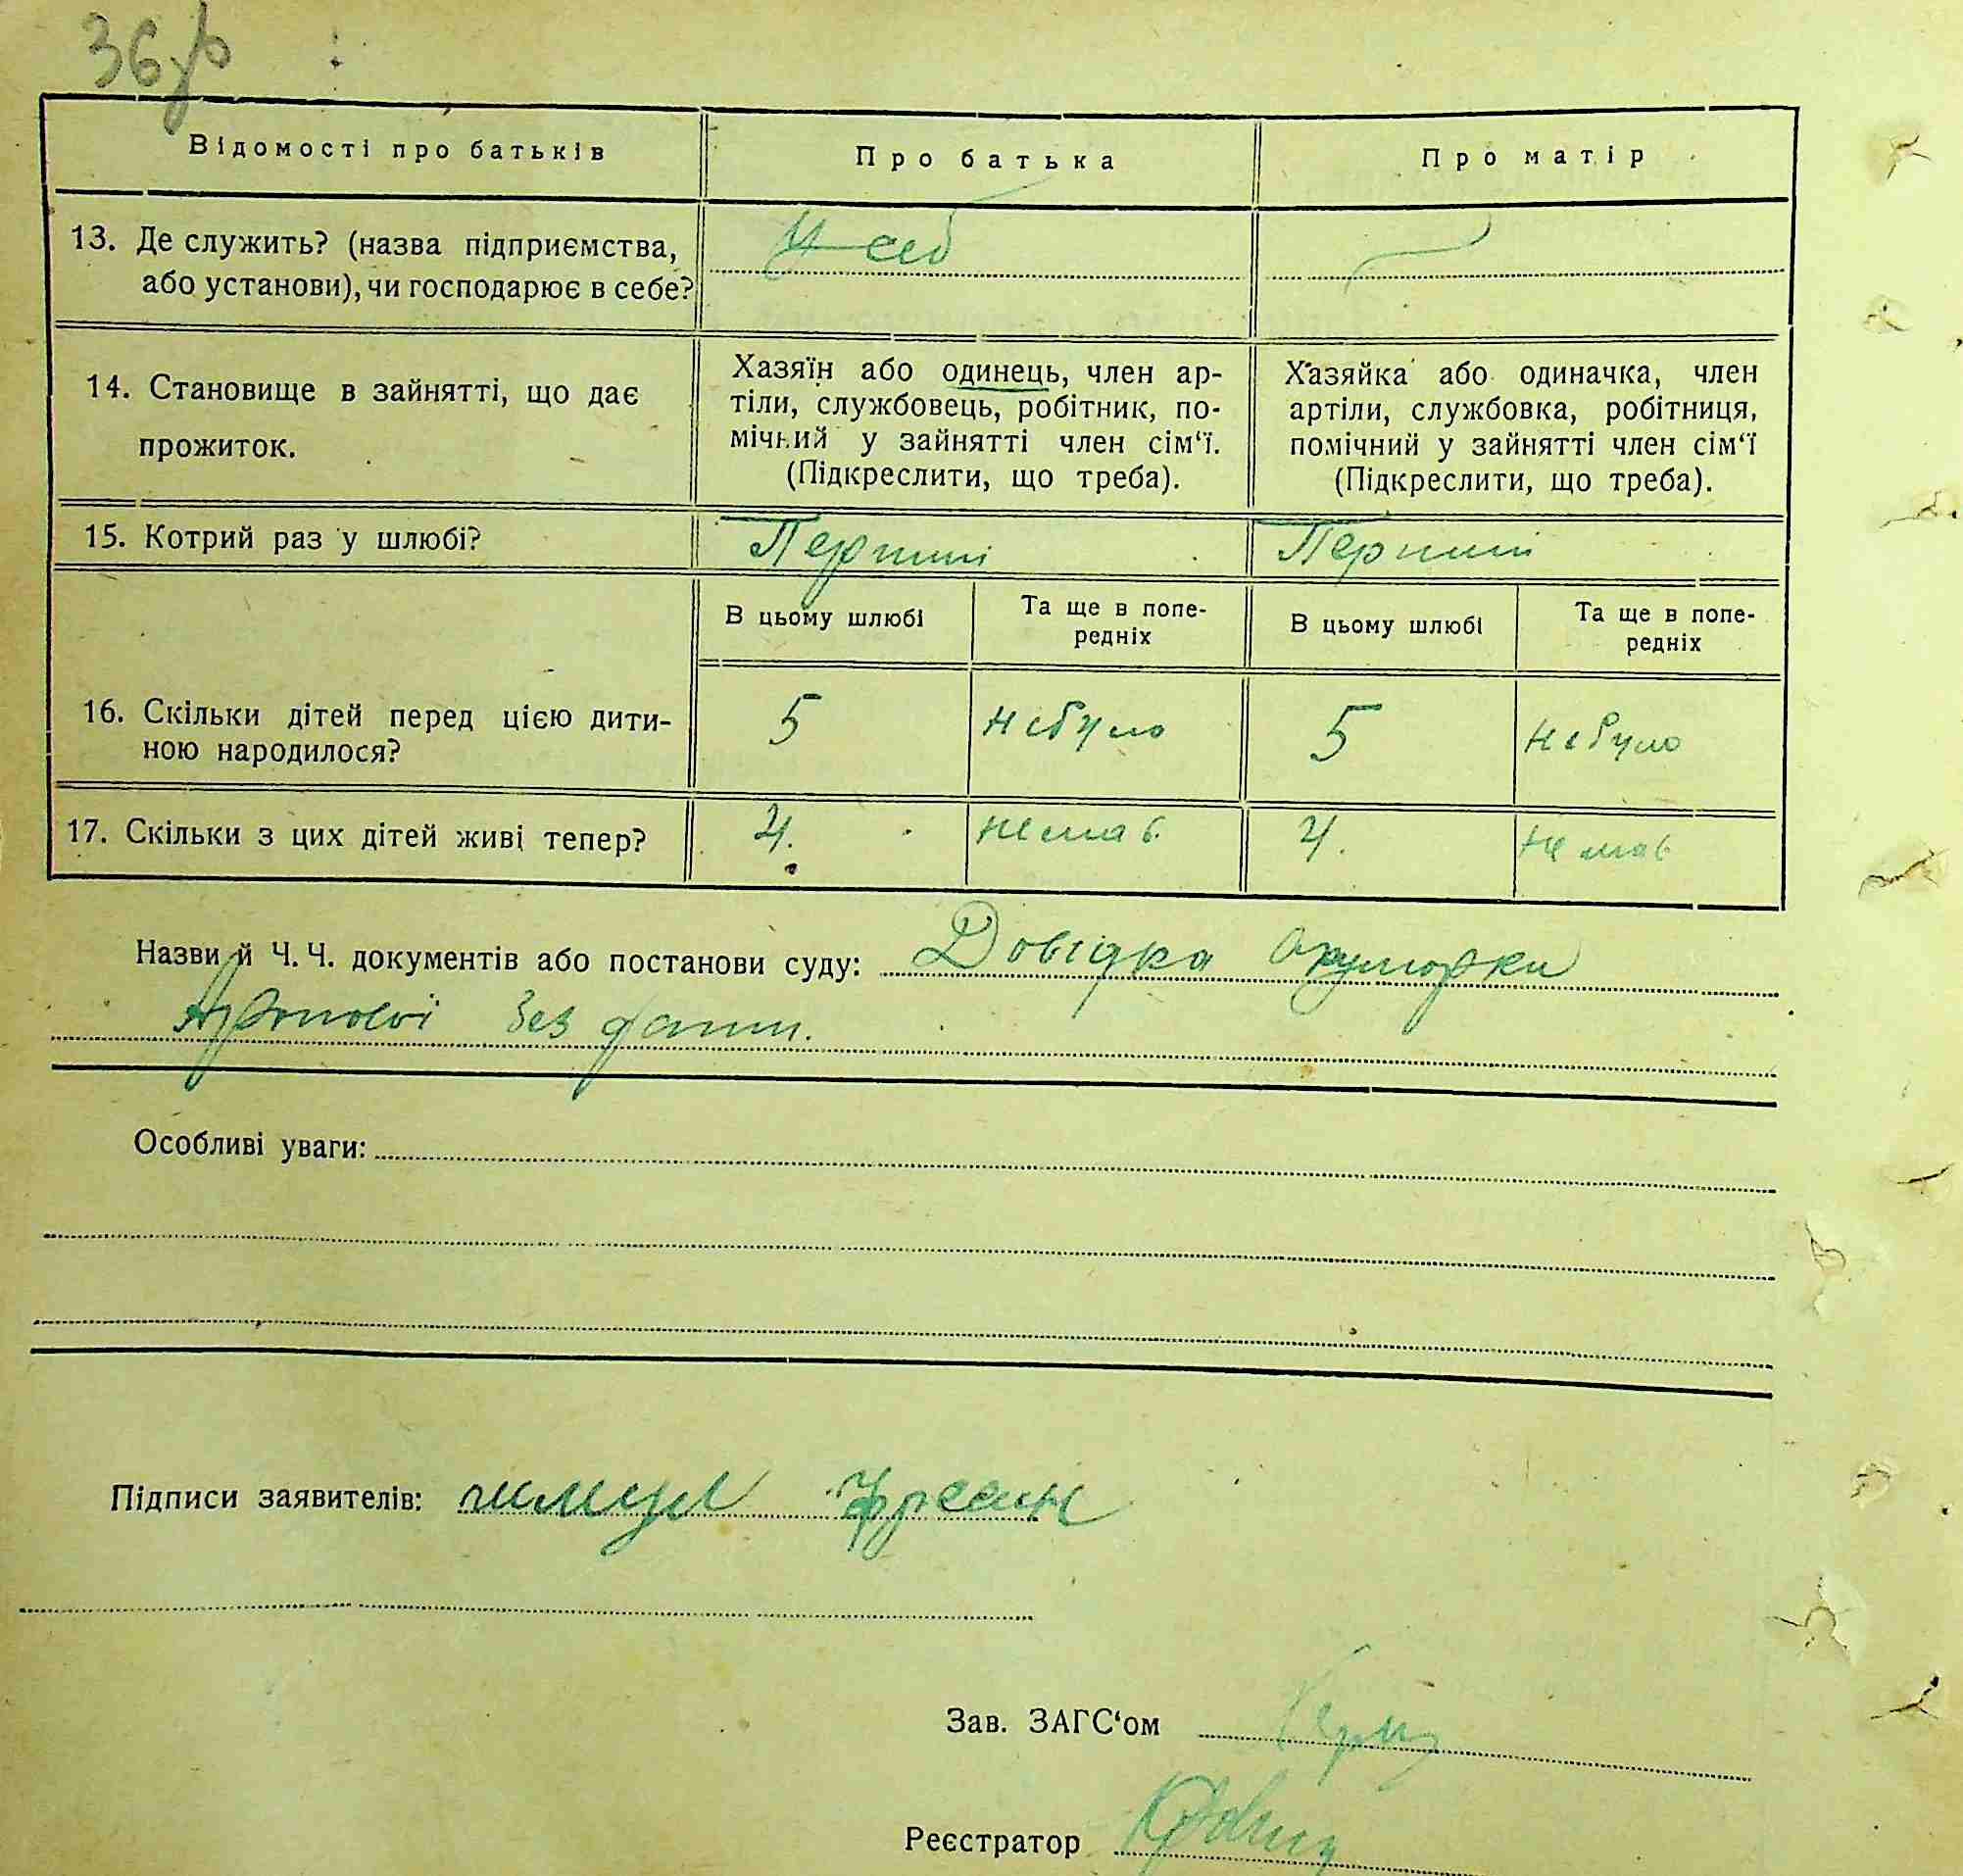 Відомості про батьків
Про батька
Про матір
13. Де служить? (назва підприємства,
або установи), чи господарює в себе?
У себ
14. Становище в зайнятті, що дає
прожиток.
Хазяїн або одинець, член ар-
тіли, службовець, робітник, по-
мічний у зайнятті член сім‘ї.
(Підкреслити, що треба).
Хазяйка або одиначка, член
артіли, службовка, робітниця,
помічний у зайнятті член сім‘ї
(Підкреслити, що треба).
15. Котрий раз у шлюбі?
Перший
Перший
В цьому шлюбі
Та ще в попе-
редніх
В цьому шлюбі
Та ще в попе-
редніх
16. Скільки дітей перед цією дити-
ною народилося?
5
не було
5
не було
17. Скільки з цих дітей живі тепер?
4.
немає
4.
немає
Назви й Ч. Ч. документів або постанови суду: Довідка Окушорки
без дати.
Особливі уваги:
Підписи заявителів:
Зав. ЗАГС‘ом
Реєстратор